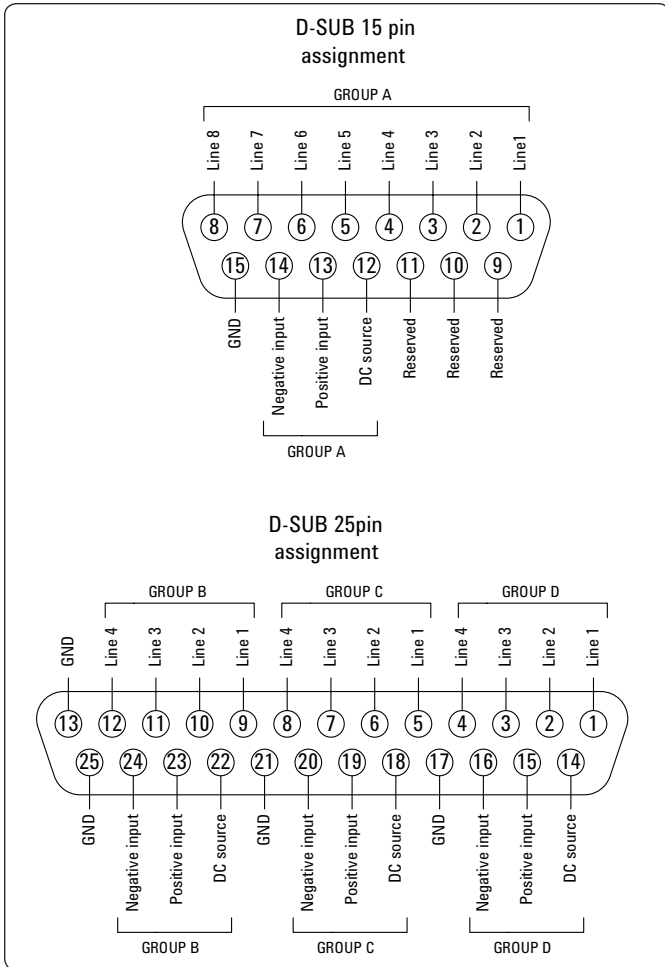 D-SUB 15 pin
assignment
GROUP A
Line 8 Line 7 Line 6 Line 5 Line 4 Line 3 Line 2 Line1
8 7 6 5 4 3 2 1
15 14 13 12 11 10 9
GND Negative input Positive input DC source Reserved Reserved Reserved
GROUP A
D-SUB 25pin
assignment
GROUP B GROUP C GROUP D
GND Line 4 Line 3 Line 2 Line 1 Line 4 Line 3 Line 2 Line 1 Line 4 Line 3 Line 2 Line 1
13 12 11 10 9 8 7 6 5 4 3 2 1
25 24 23 22 21 20 19 18 17 16 15 14
GND Negative input Positive input DC source GND Negative input Positive input DC source GND Negative input Positive input DC source
GROUP B GROUP C GROUP D